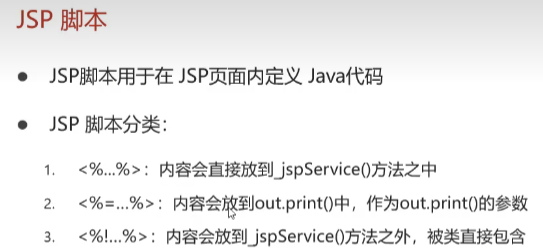 JSP 脚本
● JSP脚本用于在 JSP页面内定义 Java代码
● JSP 脚本分类：
1. <%...%>：内容会直接放到_jspService()方法之中
2. <%=...%>：内容会放到out.print()中，作为out.print()的参数
3. <%!...%>：内容会放到_jspService()方法之外，被类直接包含